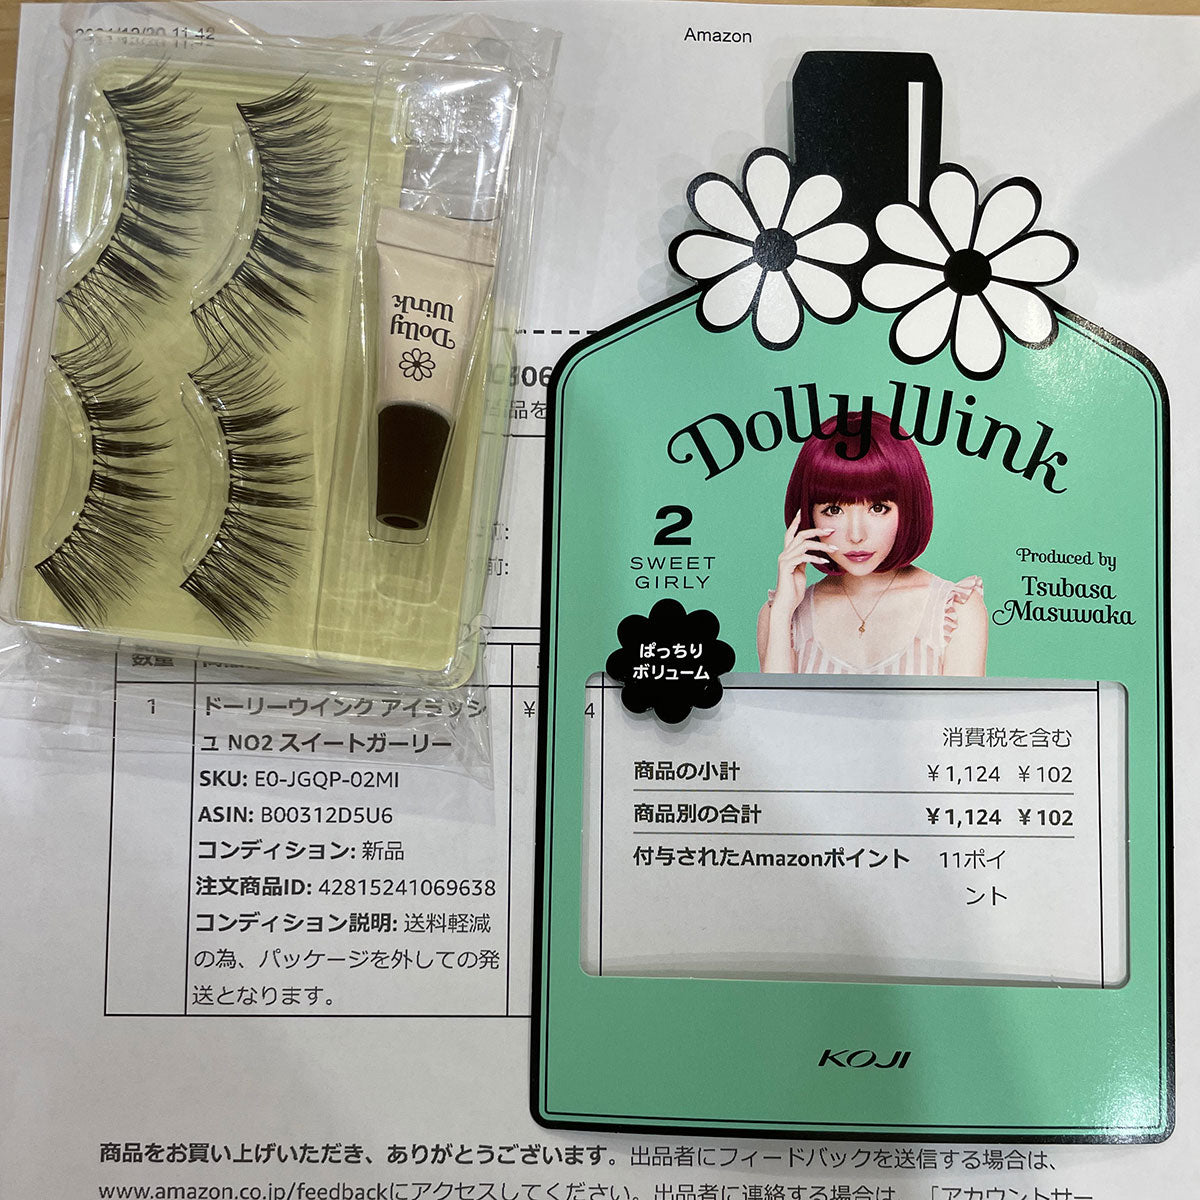 2021/12/20 11:42
Amazon
Dolly
Wink
Dolly Wink
2
SWEET
GIRLY
Produced by
Tsubasa
Masuwaka
ぱっちり
ボリューム
数量
1
ドーリーウインク アイラッシ
ュ NO2 スイートガーリー
SKU: E0-JGQP-02MI
ASIN: B00312D5U6
コンディション: 新品
注文商品ID: 42815241069638
コンディション説明: 送料軽減
の為、パッケージを外しての発
送となります。
¥
4
消費税を含む
商品の小計 ¥1,124 ¥102
商品別の合計 ¥1,124 ¥102
付与されたAmazonポイント 11ポイ
ント
KOJI
商品をお買い上げいただき、ありがとうございます。出品者にフィードバックを送信する場合は、
www.amazon.co.jp/feedbackにアクセスしてください。出品者に連絡する場合は、「アカウントサー